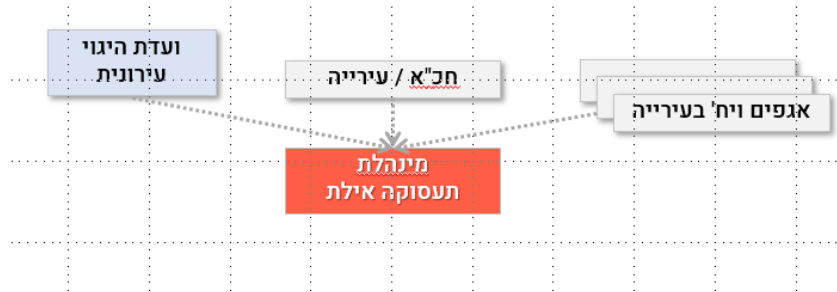 ועדת היגוי
עירונית
חכ"א / עירייה
אגפים ויח' בעירייה
מינהלת
תעסוקה אילת